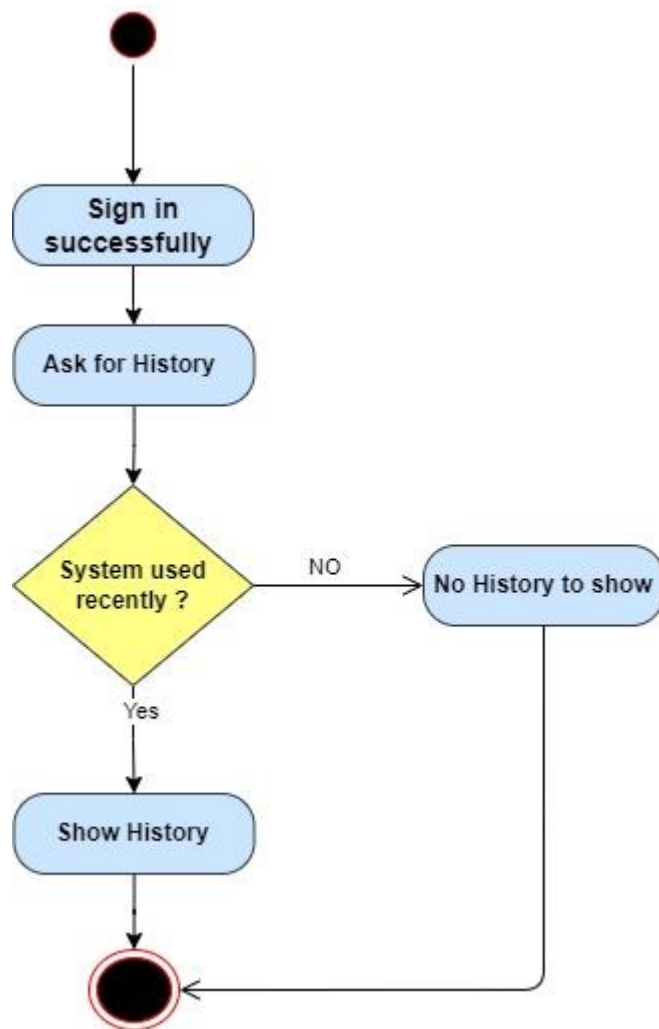 Sign in
successfully
Ask for History
System used
recently ?
NO
No History to show
Yes
Show History